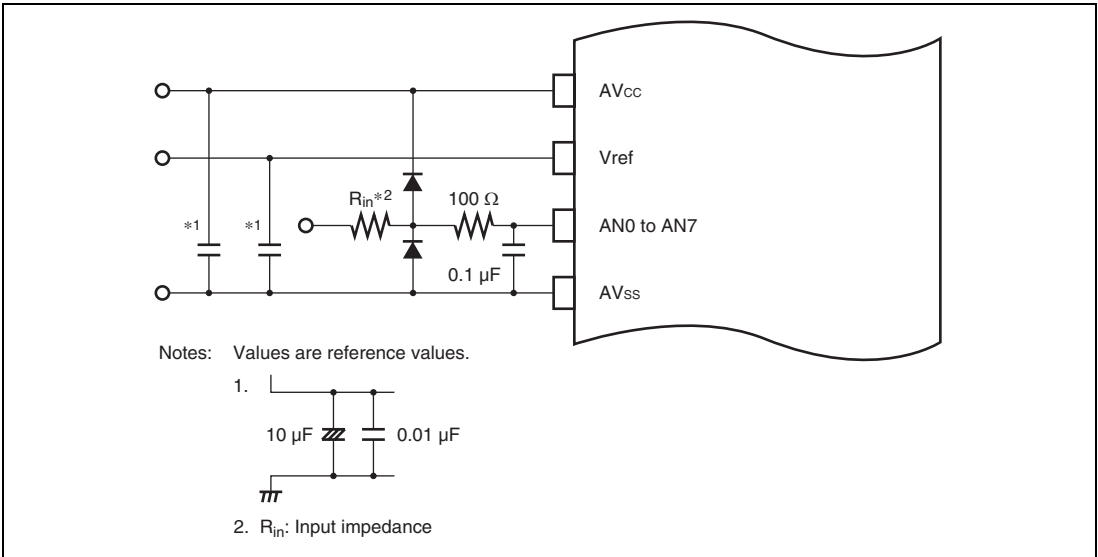 AVcc
Vref
Rin*2
100 Ω
*1
*1
AN0 to AN7
0.1 µF
AVss
Notes: Values are reference values.
1.
10 µF
0.01 µF
2. Rin: Input impedance